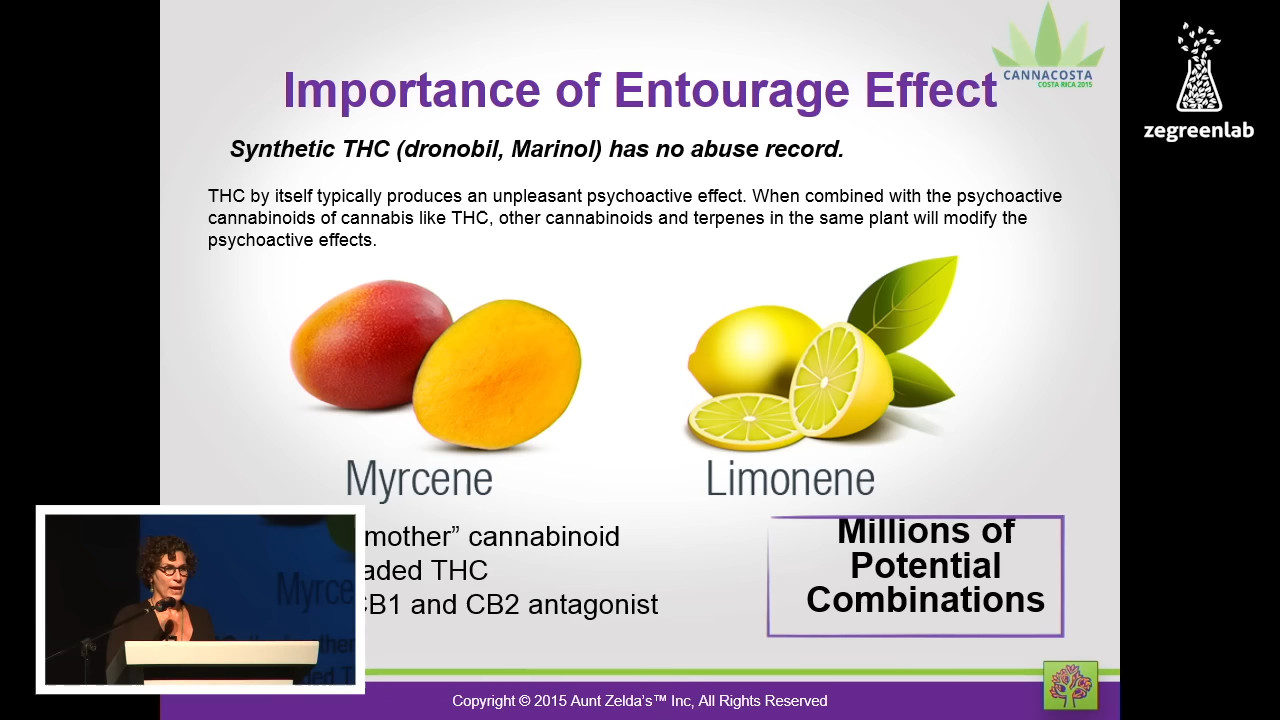 CANNACOSTA
COSTA RICA 2015
zegreenlab
Importance of Entourage Effect
Synthetic THC (dronobil, Marinol) has no abuse record.
THC by itself typically produces an unpleasant psychoactive effect. When combined with the psychoactive
cannabinoids of cannabis like THC, other cannabinoids and terpenes in the same plant will modify the
psychoactive effects.
Myrcene
Limonene
mother” cannabinoid
THC
and CB2 antagonist
Millions of
Potential
Combinations
Copyright © 2015 Aunt Zelda’s™ Inc, All Rights Reserved